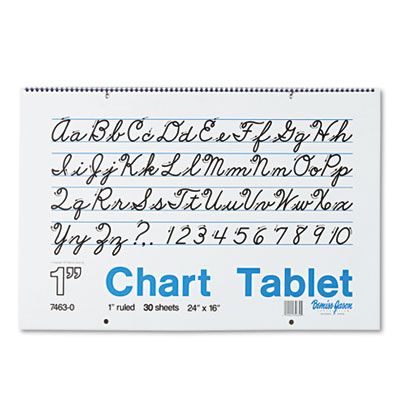 Aa Bb Cc Dd Ee Ff Gg Hh
Ii Jj Kk Ll Mm Nn Oo Pp
Qq Rr Ss Tt Uu Vv Ww Xx
Yy Zz ?,. 1 2 3 4 5 6 7 8 9 10
1" Chart Tablet
7463-0 1" ruled 30 sheets 24" x 16" Bemiss-Jason